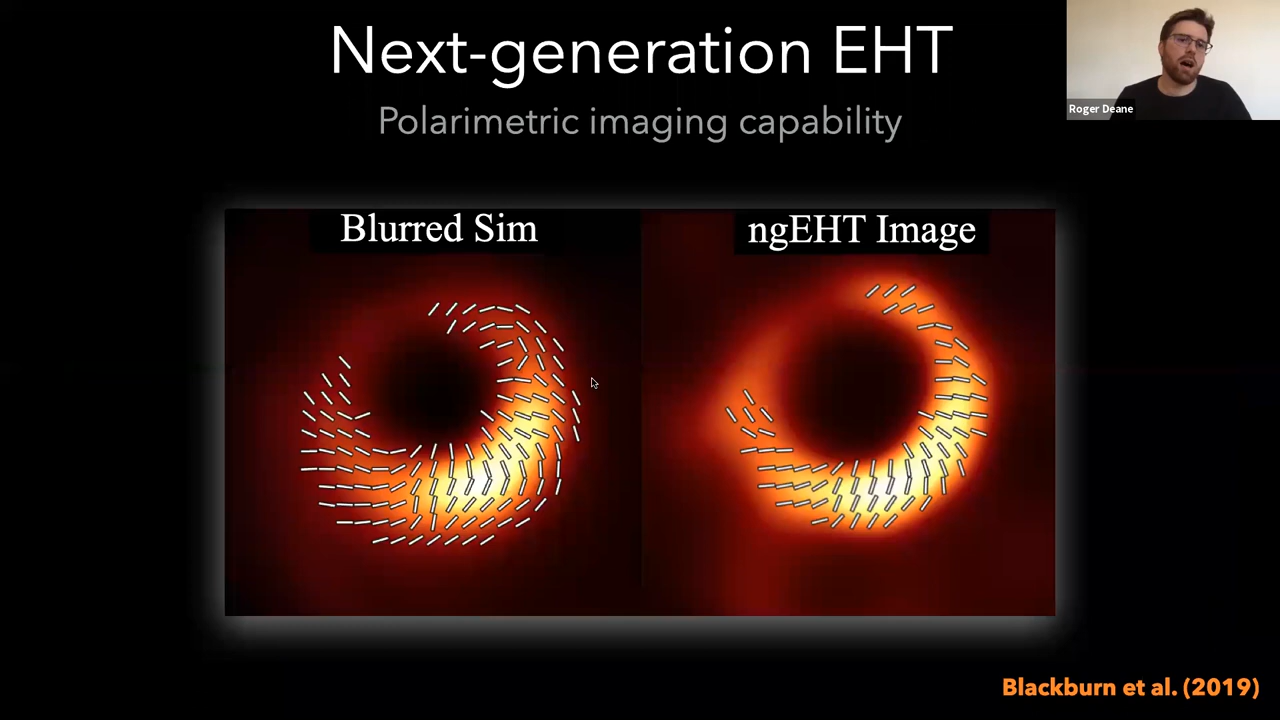 Next-generation EHT
Polarimetric imaging capability
Roger Deane
Blurred Sim
ngEHT Image
Blackburn et al. (2019)